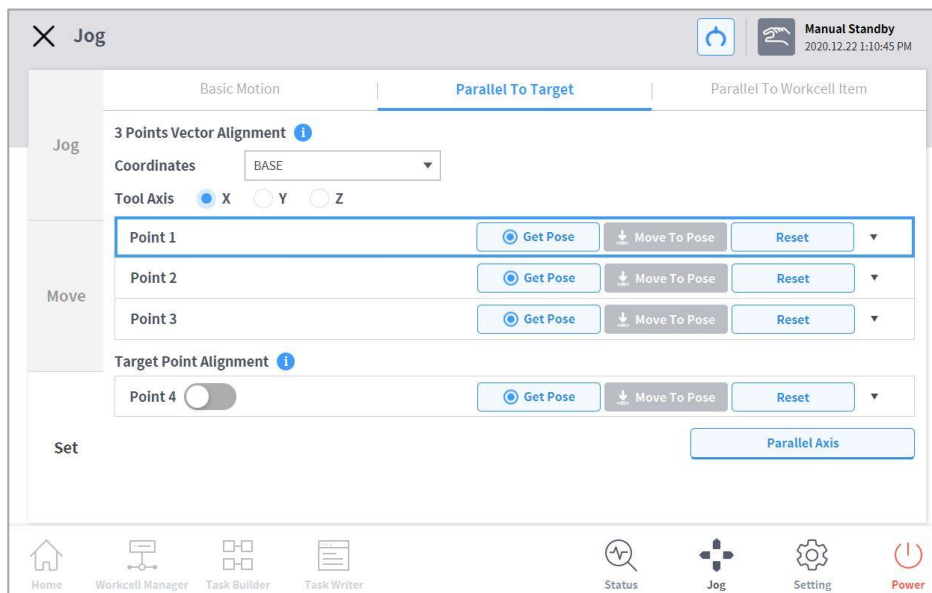 Jog
Manual Standby
2020.12.22 1:10:45 PM
Jog
Move
Set
Basic Motion
Parallel To Target
Parallel To Workcell Item
3 Points Vector Alignment
Coordinates BASE
Tool Axis X Y Z
Point 1 Get Pose Move To Pose Reset
Point 2 Get Pose Move To Pose Reset
Point 3 Get Pose Move To Pose Reset
Target Point Alignment
Point 4 Get Pose Move To Pose Reset
Parallel Axis
Home Workcell Manager Task Builder Task Writer Status Jog Setting Power